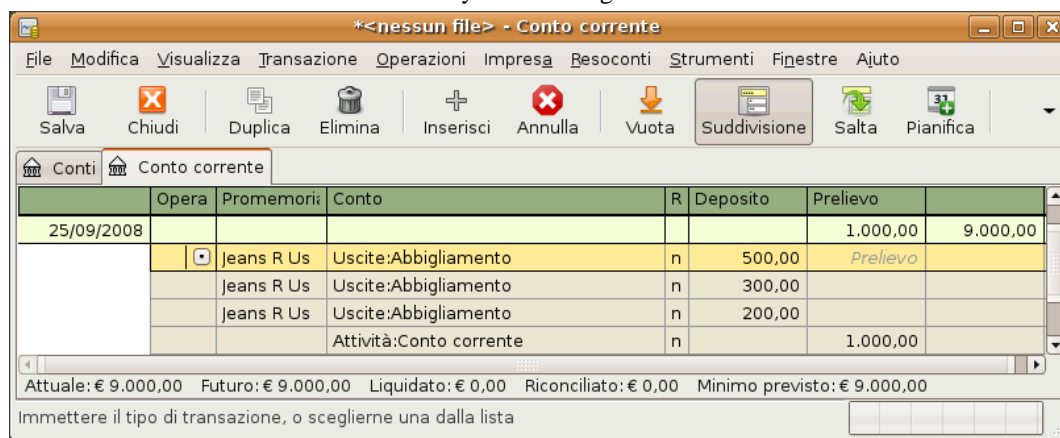 *<nessun file> - Conto corrente
File Modifica Visualizza Transazione Operazioni Impresa Resoconti Strumenti Finestre Aiuto
Salva Chiudi Duplica Elimina Inserisci Annulla Vuota Suddivisione Salta Pianifica
Conti Conto corrente
Opera Promemoria Conto R Deposito Prelievo
25/09/2008 1.000,00 9.000,00
Jeans R Us Uscite:Abbigliamento n 500,00 Prelievo
Jeans R Us Uscite:Abbigliamento n 300,00
Jeans R Us Uscite:Abbigliamento n 200,00
Attività:Conto corrente n 1.000,00
Attuale: € 9.000,00 Futuro: € 9.000,00 Liquidato: € 0,00 Riconciliato: € 0,00 Minimo previsto: € 9.000,00
Immettere il tipo di transazione, o sceglierne una dalla lista